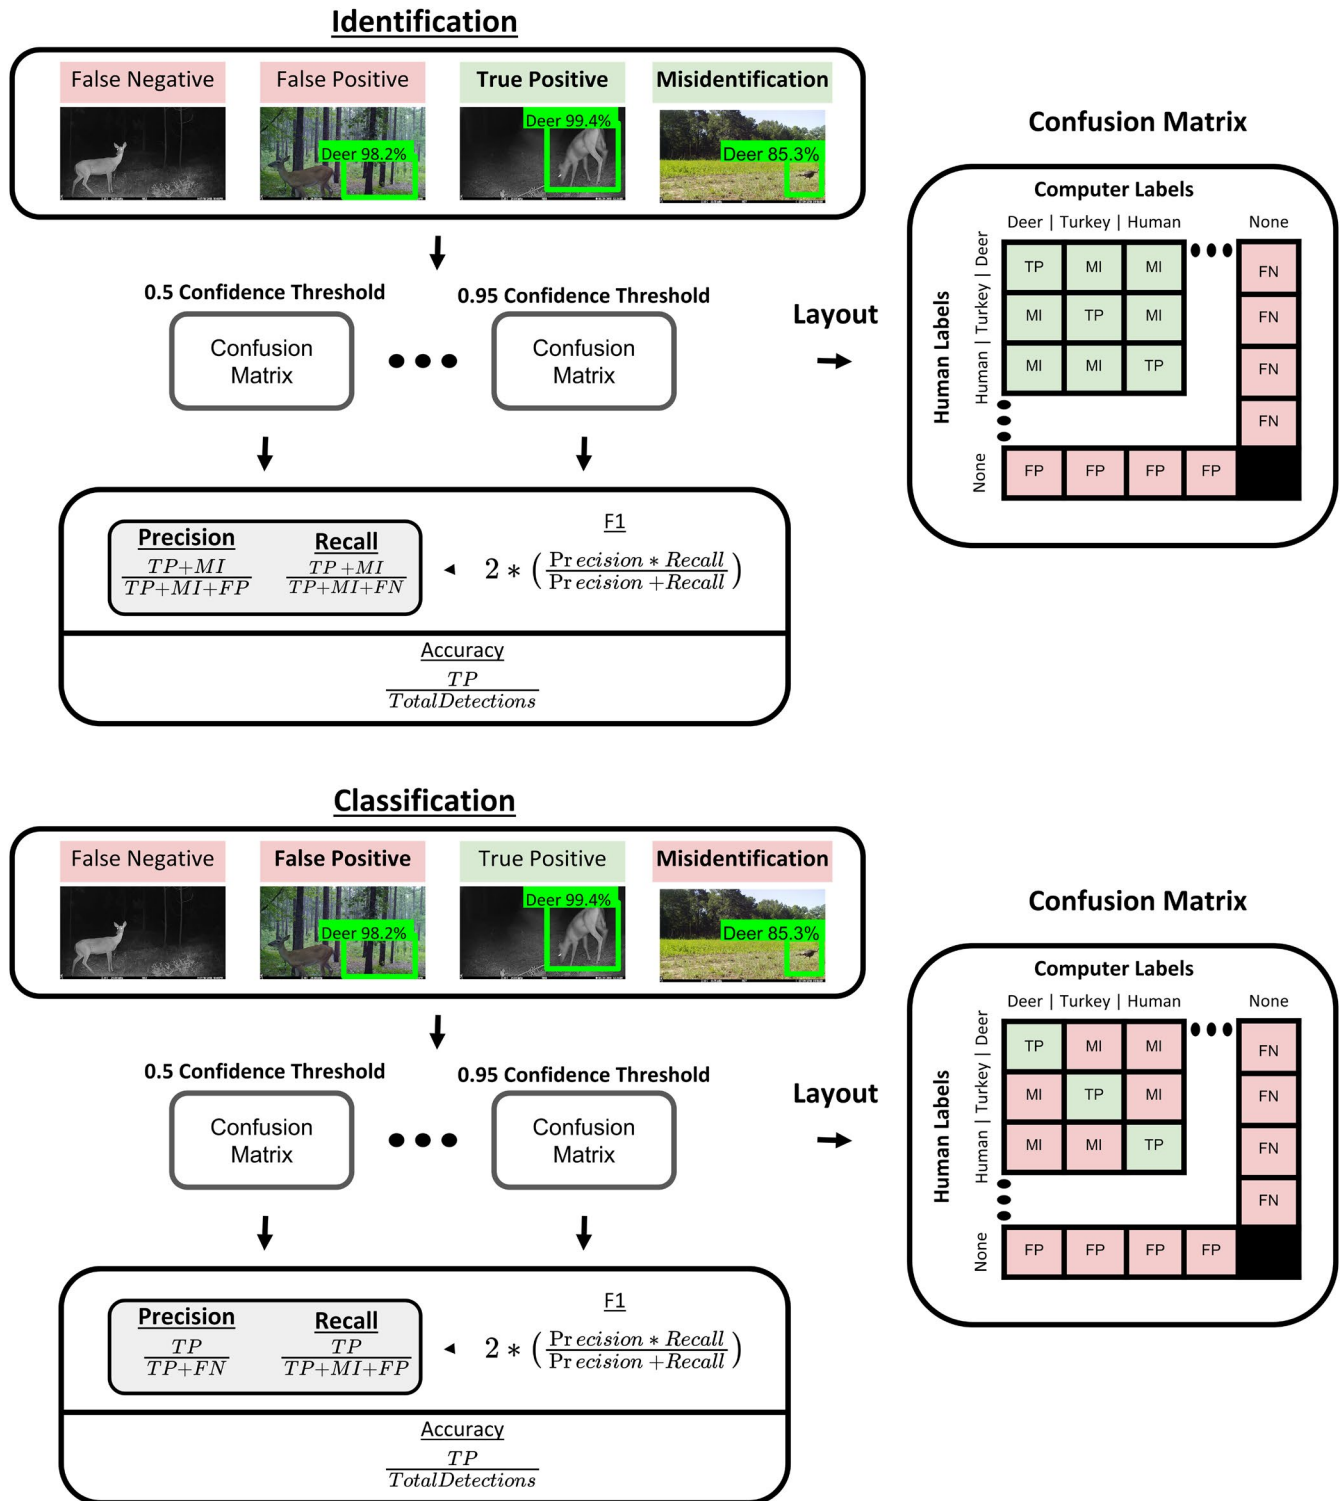 Identification
False Negative
False Positive
True Positive
Misidentification
Deer 98.2%
Deer 99.4%
Deer 85.3%
0.5 Confidence Threshold
0.95 Confidence Threshold
Confusion
Matrix
Confusion
Matrix
Layout
Confusion Matrix
Computer Labels
Deer | Turkey | Human
None
Human Labels
Human | Turkey | Deer
TP MI MI FN
MI TP MI FN
MI MI TP FN
FN
None
FP FP FP FP
Precision
TP+MI
TP+MI+FP
Recall
TP+MI
TP+MI+FN
F1
2 * ( Precision * Recall
Precision + Recall )
Accuracy
TP
TotalDetections
Classification
False Negative
False Positive
True Positive
Misidentification
Deer 98.2%
Deer 99.4%
Deer 85.3%
0.5 Confidence Threshold
0.95 Confidence Threshold
Confusion
Matrix
Confusion
Matrix
Layout
Confusion Matrix
Computer Labels
Deer | Turkey | Human
None
Human Labels
Human | Turkey | Deer
TP MI MI FN
MI TP MI FN
MI MI TP FN
FN
None
FP FP FP FP
Precision
TP
TP+FN
Recall
TP
TP+MI+FP
F1
2 * ( Precision * Recall
Precision + Recall )
Accuracy
TP
TotalDetections